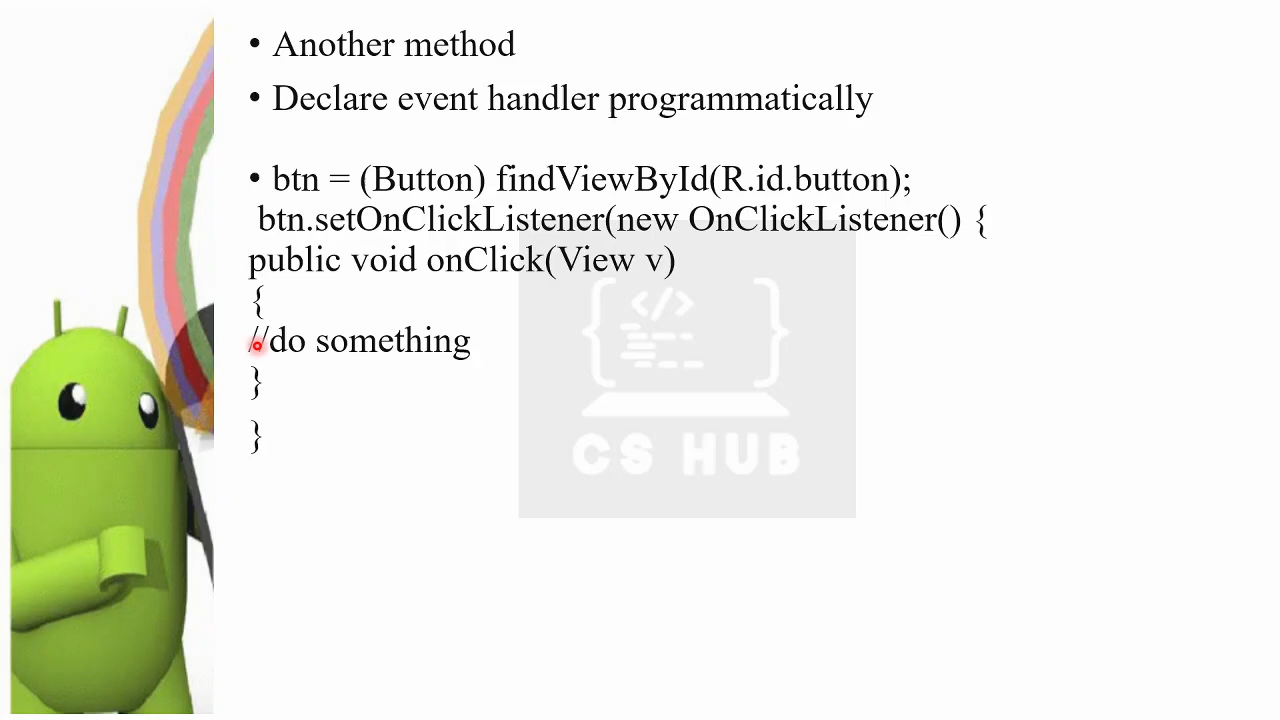 • Another method
• Declare event handler programmatically
• btn = (Button) findViewById(R.id.button);
btn.setOnClickListener(new OnClickListener() {
public void onClick(View v)
{
//do something
}
}
{</>}
CS HUB